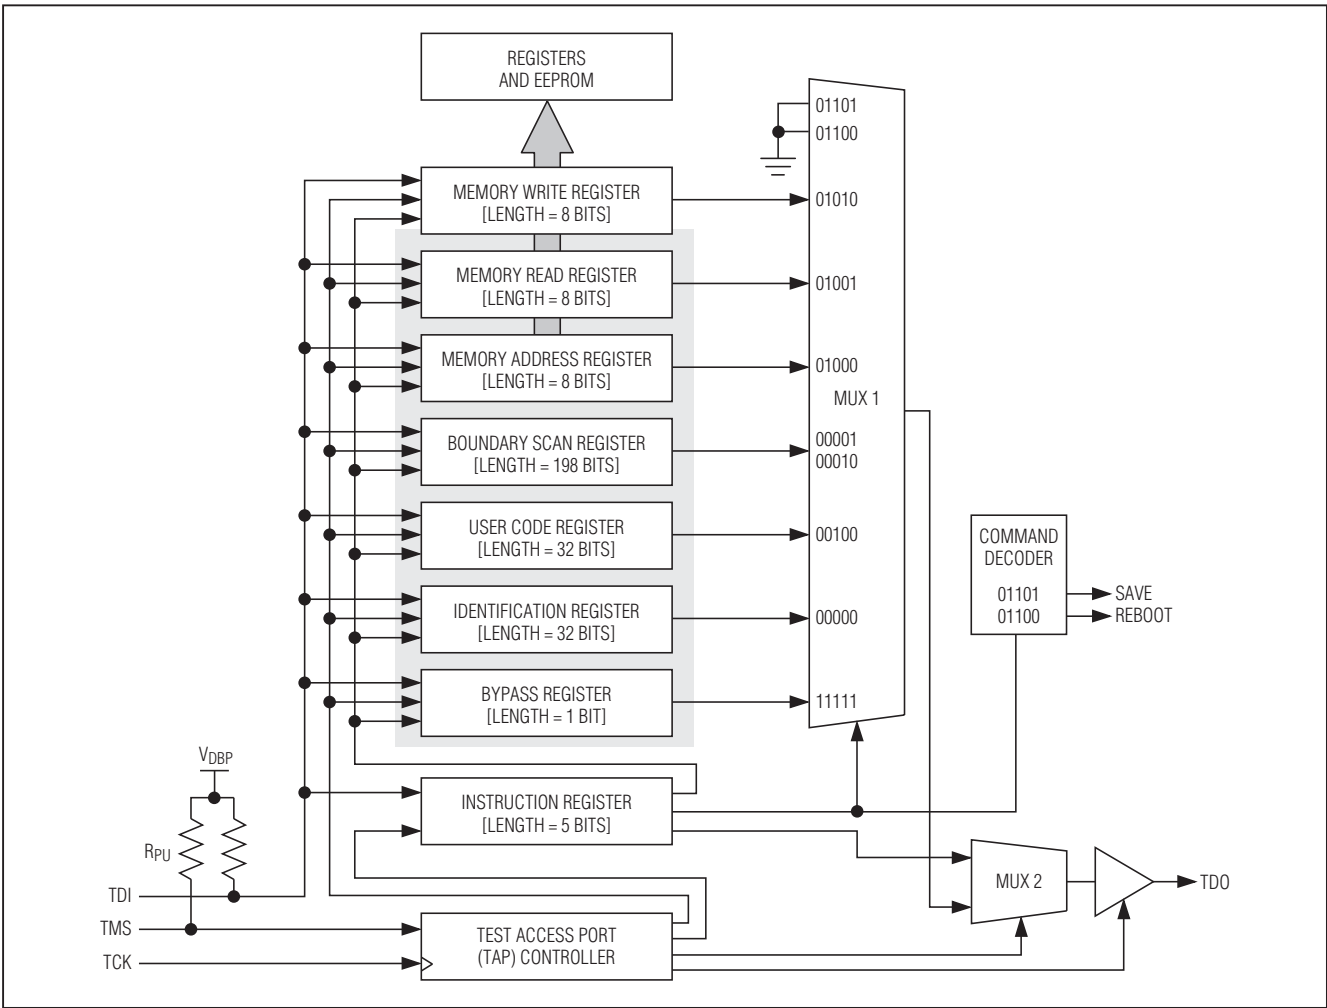 REGISTERS
AND EEPROM
01101
01100
MEMORY WRITE REGISTER
[LENGTH = 8 BITS]
01010
MEMORY READ REGISTER
[LENGTH = 8 BITS]
01001
MEMORY ADDRESS REGISTER
[LENGTH = 8 BITS]
01000
MUX 1
BOUNDARY SCAN REGISTER
[LENGTH = 198 BITS]
00001
00010
USER CODE REGISTER
[LENGTH = 32 BITS]
00100
COMMAND
DECODER
01101
SAVE
01100
REBOOT
IDENTIFICATION REGISTER
[LENGTH = 32 BITS]
00000
BYPASS REGISTER
[LENGTH = 1 BIT]
11111
VDBP
INSTRUCTION REGISTER
[LENGTH = 5 BITS]
RPU
MUX 2
TDO
TDI
TMS
TCK
TEST ACCESS PORT
(TAP) CONTROLLER